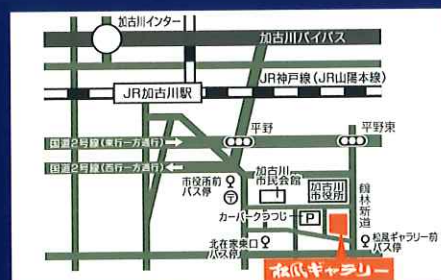 加古川インター
加古川バイパス
JR神戸線(JR山陽本線)
JR加古川駅
平野
平野東
国道2号線(東行一方通行)
国道2号線(西行一方通行)
市役所前
バス停
〒
加古川
市民会館
加古川
市役所
鶴林新道
カーパークつつじ
P
北在家東口
バス停
松風ギャラリー前
バス停
松風ギャラリー